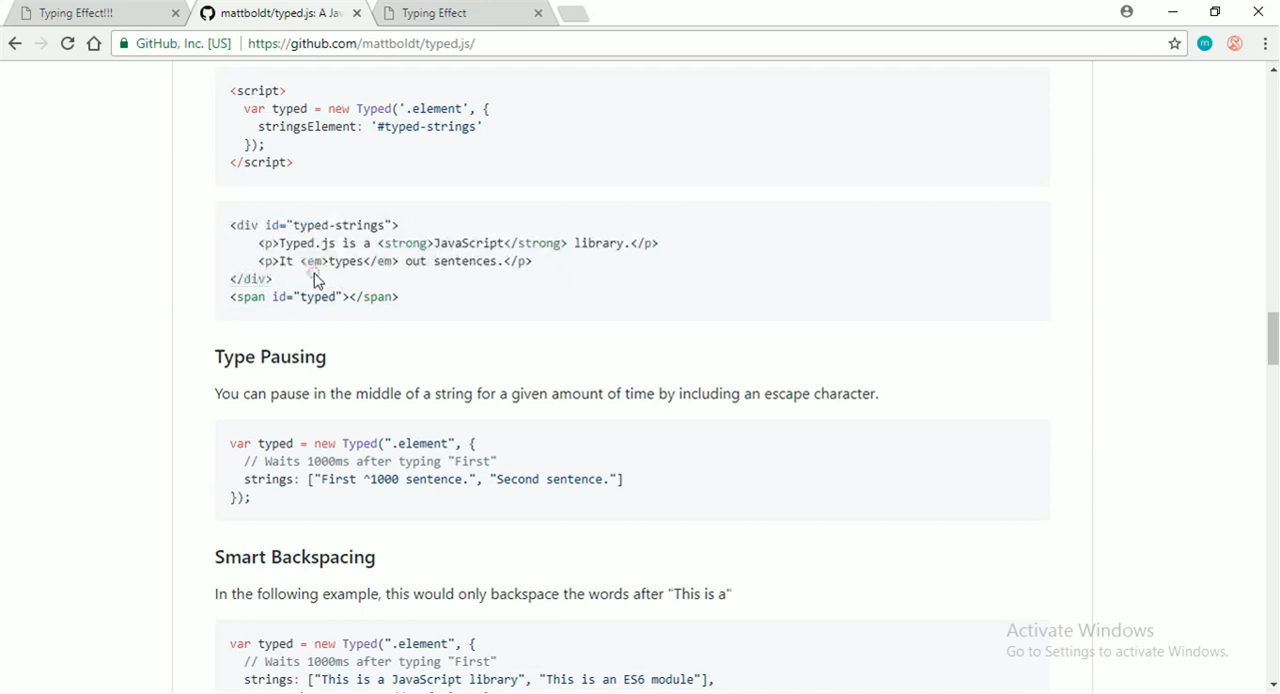 Typing Effect!!!
mattboldt/typed.js: A Jav
Typing Effect
GitHub, Inc. [US]
https://github.com/mattboldt/typed.js/
m
<script>
var typed = new Typed('.element', {
stringsElement: '#typed-strings'
});
</script>
<div id="typed-strings">
<p>Typed.js is a <strong>JavaScript</strong> library.</p>
<p>It <em>types</em> out sentences.</p>
</div>
<span id="typed"></span>
Type Pausing
You can pause in the middle of a string for a given amount of time by including an escape character.
var typed = new Typed(".element", {
// Waits 1000ms after typing "First"
strings: ["First ^1000 sentence.", "Second sentence."]
});
Smart Backspacing
In the following example, this would only backspace the words after "This is a"
var typed = new Typed(".element", {
// Waits 1000ms after typing "First"
strings: ["This is a JavaScript library", "This is an ES6 module"],
Activate Windows
Go to Settings to activate Windows.